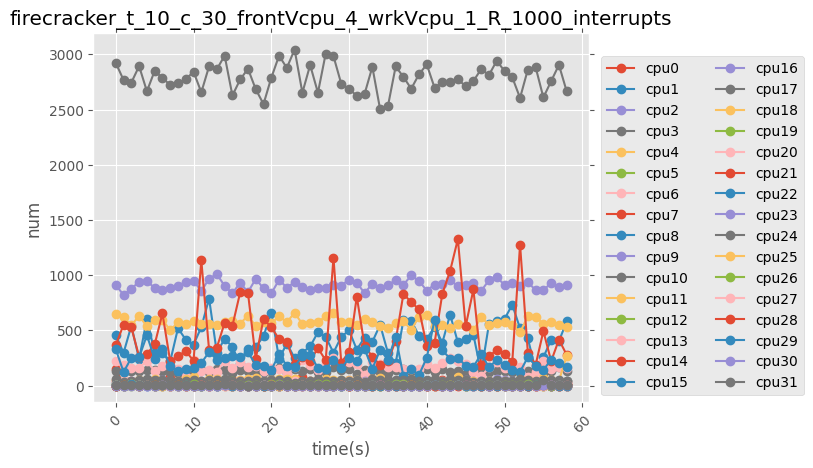 firecracker_t_10_c_30_frontVcpu_4_wrkVcpu_1_R_1000_interrupts
3000
2500
2000
1500
1000
500
0
num
0
10
20
30
40
50
60
time(s)
cpu0
cpu1
cpu2
cpu3
cpu4
cpu5
cpu6
cpu7
cpu8
cpu9
cpu10
cpu11
cpu12
cpu13
cpu14
cpu15
cpu16
cpu17
cpu18
cpu19
cpu20
cpu21
cpu22
cpu23
cpu24
cpu25
cpu26
cpu27
cpu28
cpu29
cpu30
cpu31